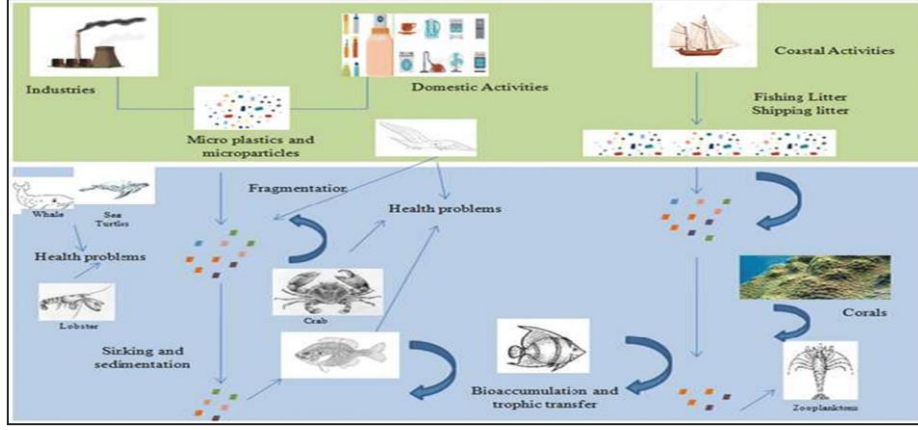 Industries
Domestic Activities
Coastal Activities
Fishing Litter
Shipping litter
Micro plastics and
microparticles
Fragmentation
Whale
Sea
Turtles
Health problems
Health problems
Lobster
Crab
Corals
Sinking and
sedimentation
Bioaccumulation and
trophic transfer
Zooplanktons